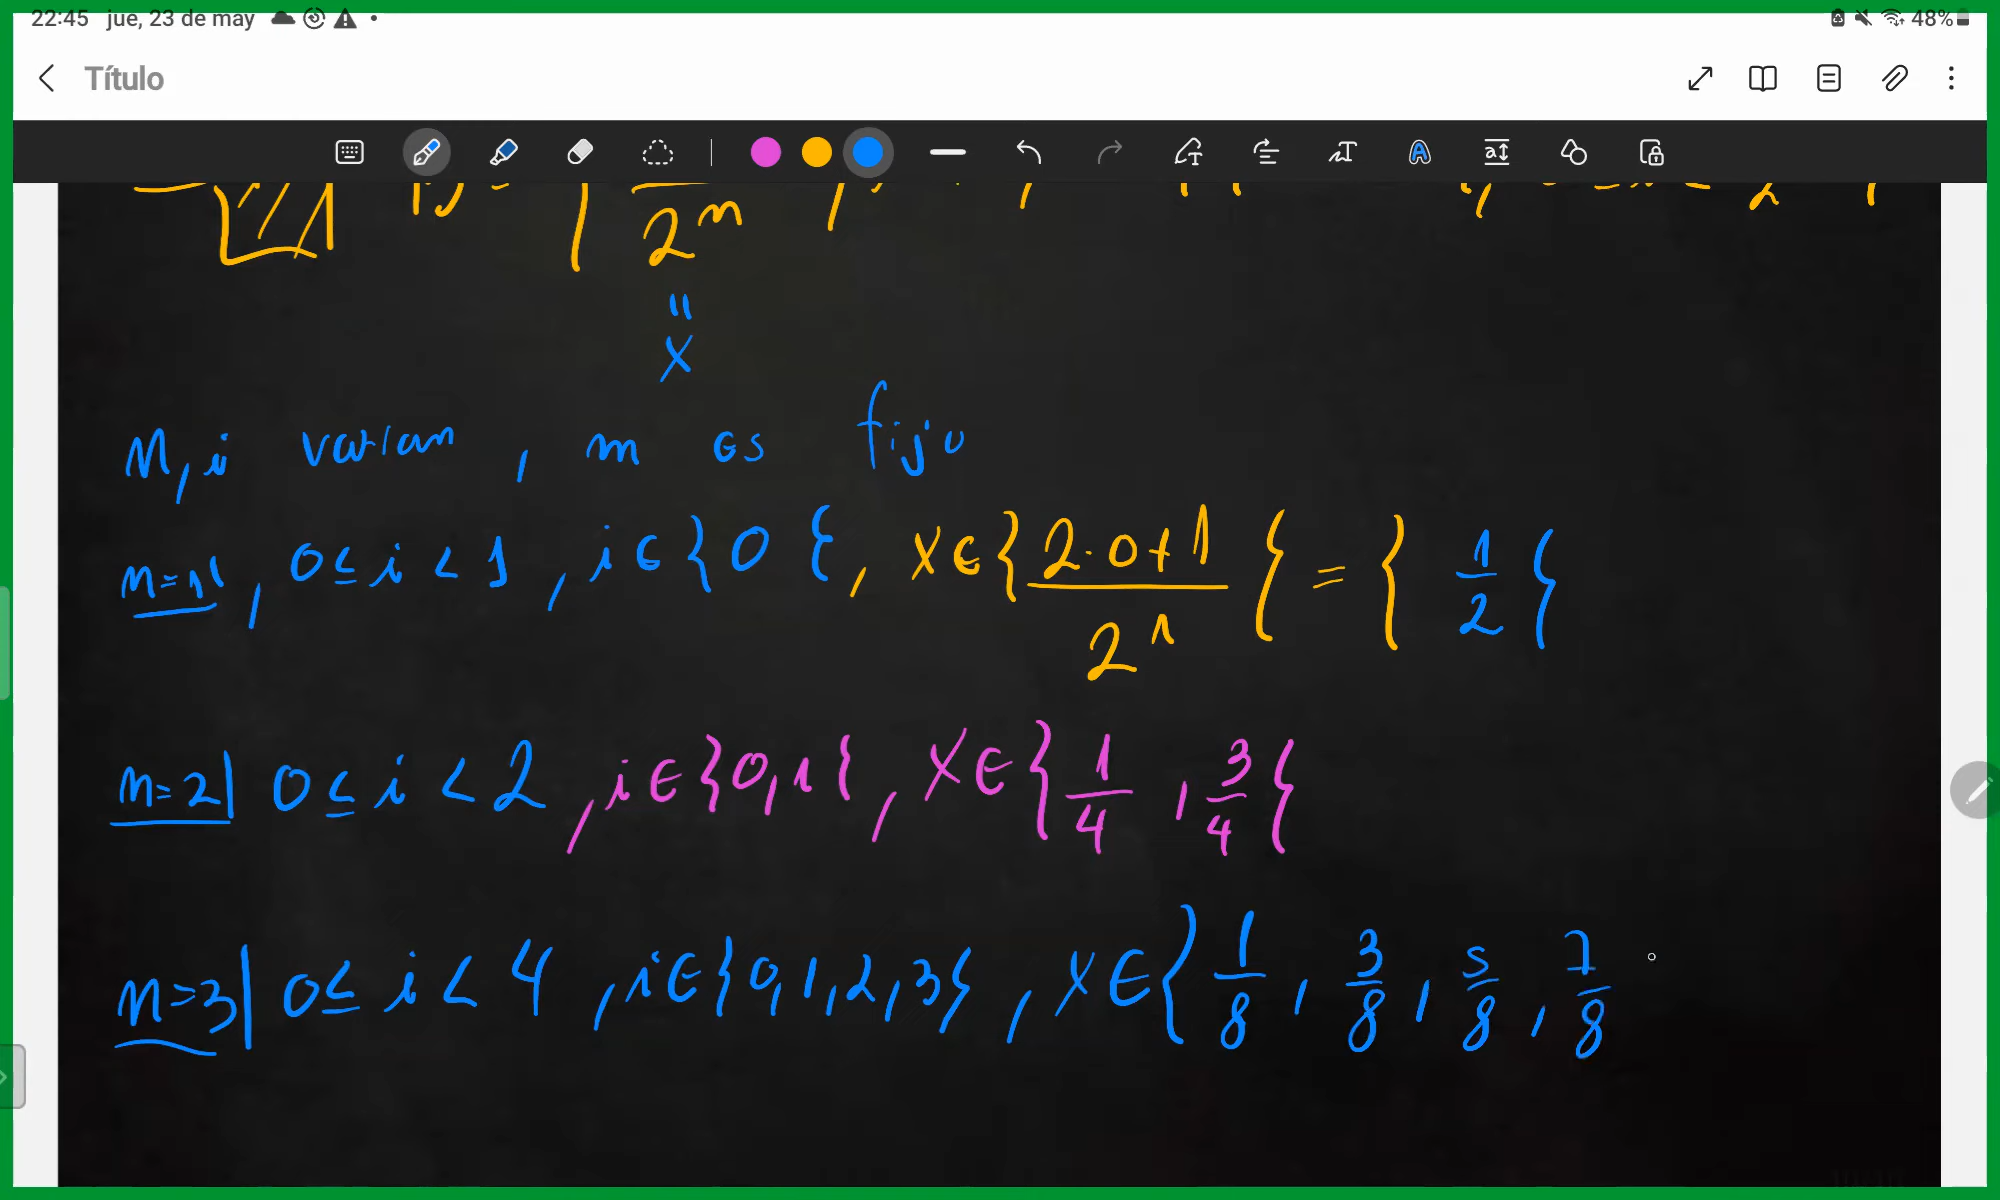 22:45 jue, 23 de may 48%
Título
2^n
"
x
M, i varian, m es fijo
n=1, 0 ≤ i < 1, i ∈ {0}, x ∈ {(2·0+1)/2^1} = {1/2}
n=2| 0 ≤ i < 2, i ∈ {0,1}, x ∈ {1/4, 3/4}
n=3| 0 ≤ i < 4, i ∈ {0,1,2,3}, x ∈ {1/8, 3/8, 5/8, 7/8